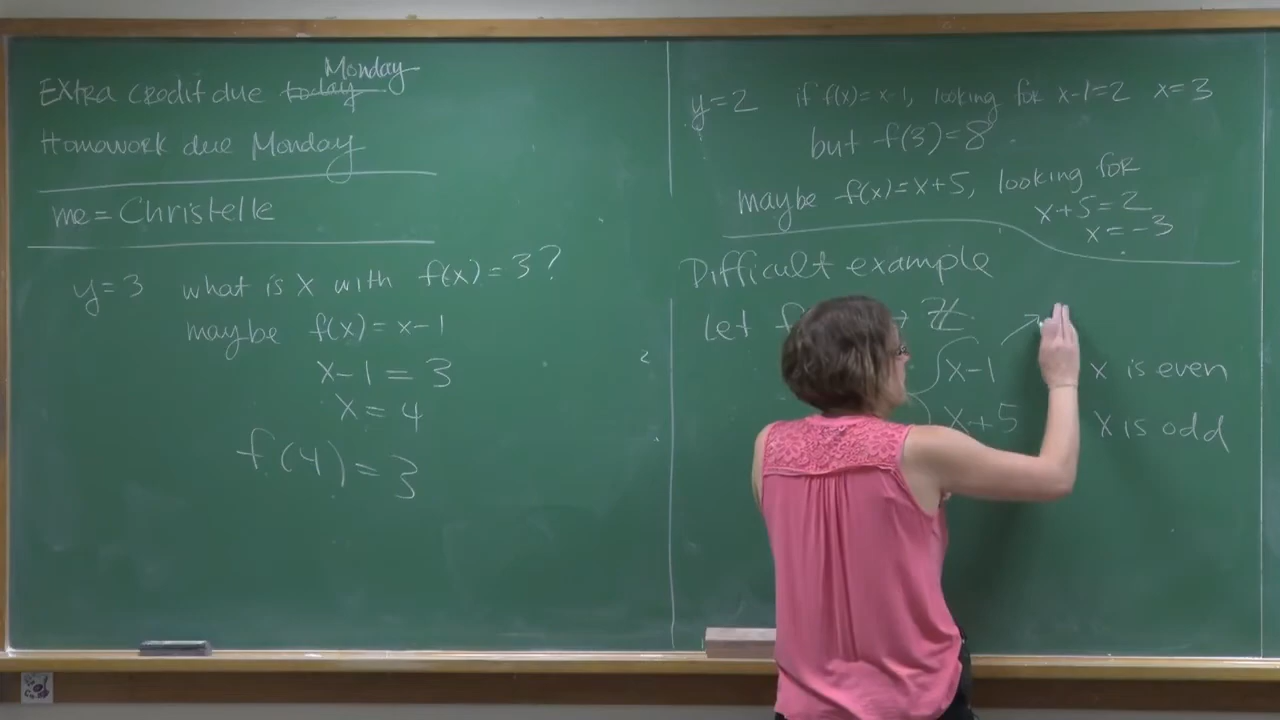 Extra credit due today Monday
Homework due Monday
me = Christelle
y=3 what is x with f(x) = 3?
maybe f(x) = x-1
x-1 = 3
x = 4
f(4) = 3
y=2 if f(x)=x-1, looking for x-1=2 x=3
but f(3)=8
maybe f(x)=x+5, looking for
x+5=2
x=-3
Difficult example
Let f → ℤ
x-1 x is even
x+5 x is odd